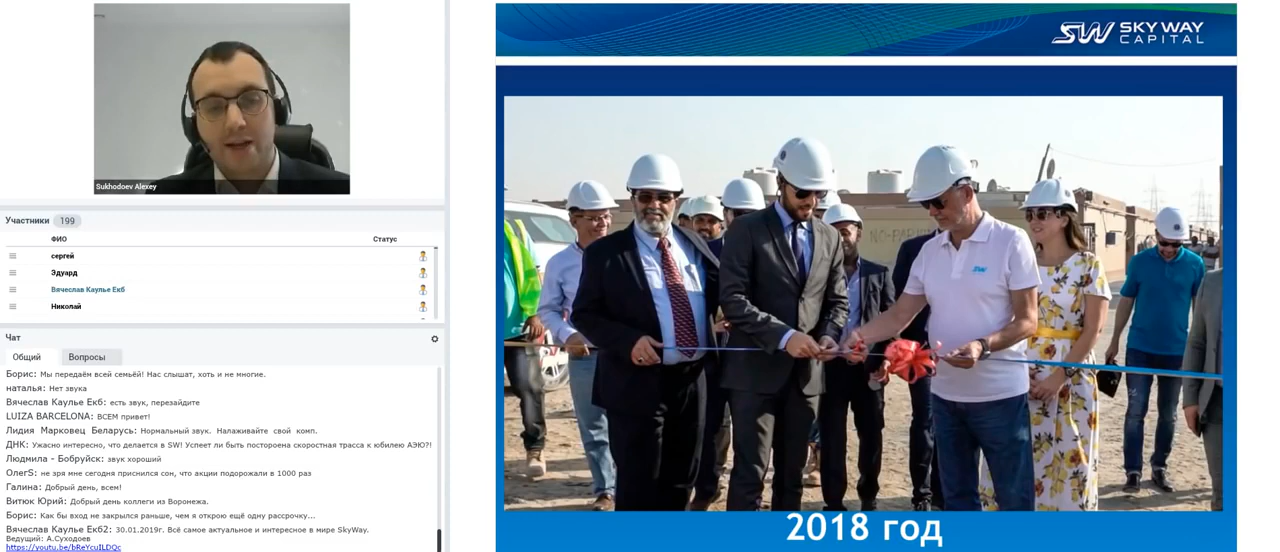 Sukhodoev Alexey
Участники 199
ФИО Статус
сергей
Эдуард
Вячеслав Каулье Екб
Николай
Чат
Общий Вопросы
Борис: Мы передаём всей семьёй! Нас слышат, хоть и не многие.
наталья: Нет звука
Вячеслав Каулье Екб: есть звук, перезайдите
LUIZA BARCELONA: ВСЕМ привет!
Лидия Марковец Беларусь: Нормальный звук. Налаживайте свой комп.
ДНК: Ужасно интересно, что делается в SW! Успеет ли быть постороена скоростная трасса к юбилею АЭЮ?!
Людмила - Бобруйск: звук хороший
ОлегS: не зря мне сегодня приснился сон, что акции подорожали в 1000 раз
Галина: Добрый день, всем!
Витюк Юрий: Добрый день коллеги из Воронежа.
Борис: Как бы вход не закрылся раньше, чем я открою ещё одну рассрочку...
Вячеслав Каулье Екб2: 30.01.2019г. Всё самое актуальное и интересное в мире SkyWay.
Ведущий: А.Суходоев
https://youtu.be/bReYcuILDQc
SW SKY WAY
CAPITAL
NO-PARKING
SW
2018 год